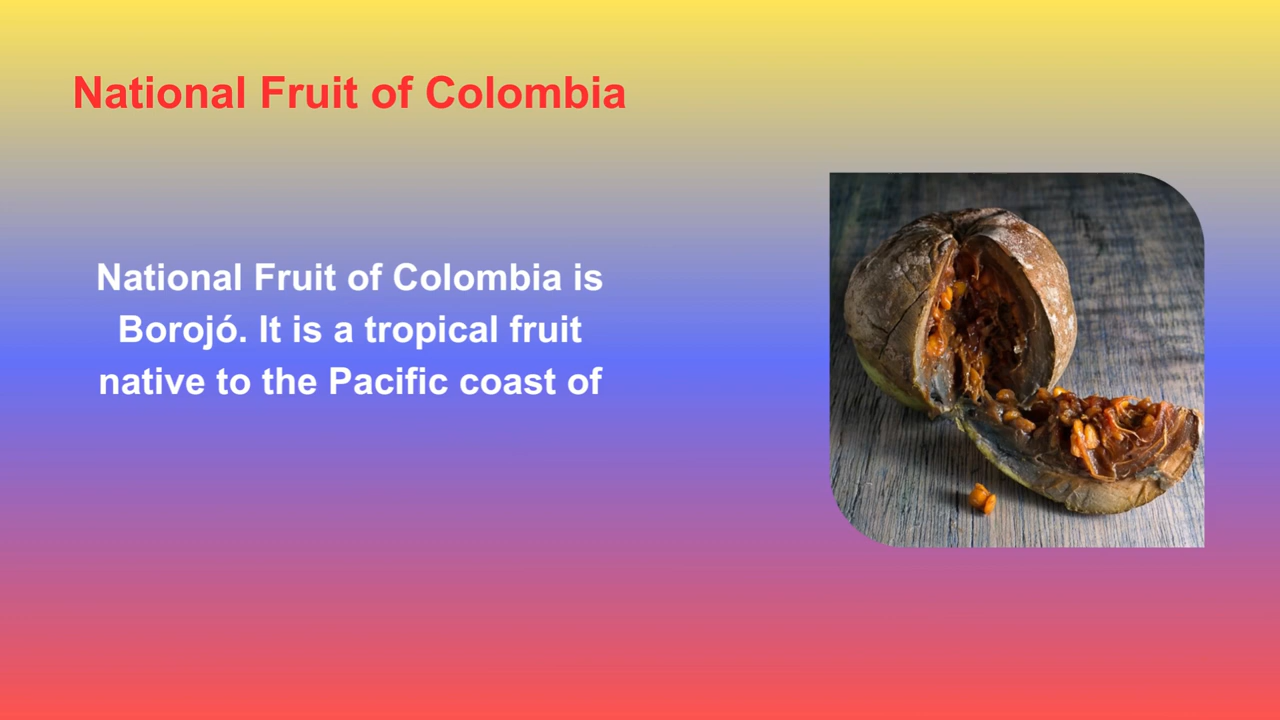 National Fruit of Colombia
National Fruit of Colombia is
Borojó. It is a tropical fruit
native to the Pacific coast of